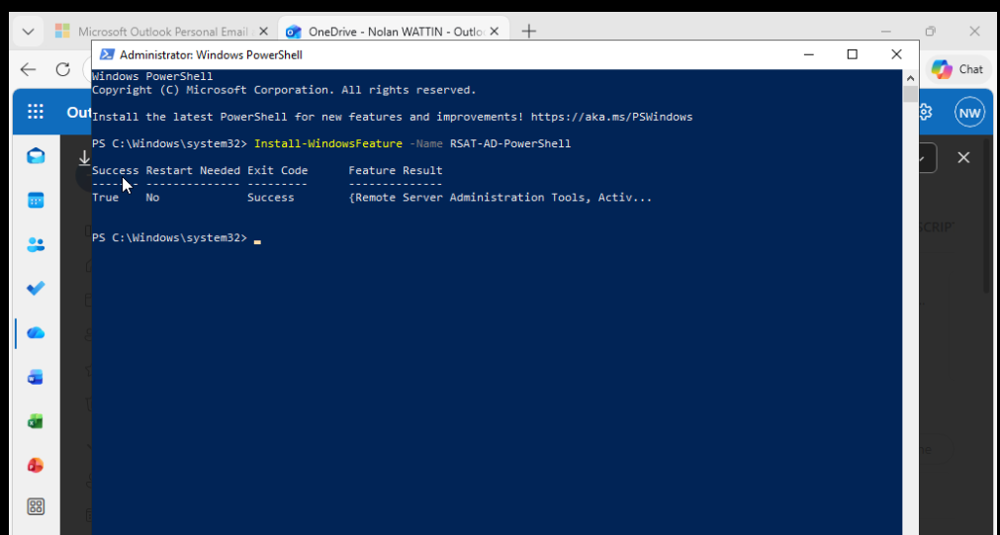 Microsoft Outlook Personal Email
OneDrive - Nolan WATTIN - Outlo
Administrator: Windows PowerShell
Chat
Windows PowerShell
Copyright (C) Microsoft Corporation. All rights reserved.
Out
NW
Install the latest PowerShell for new features and improvements! https://aka.ms/PSWindows
PS C:\Windows\system32> Install-WindowsFeature -Name RSAT-AD-PowerShell
Success Restart Needed Exit Code      Feature Result
------- -------------- ---------      --------------
True    No             Success        {Remote Server Administration Tools, Activ...
SCRIP
PS C:\Windows\system32>